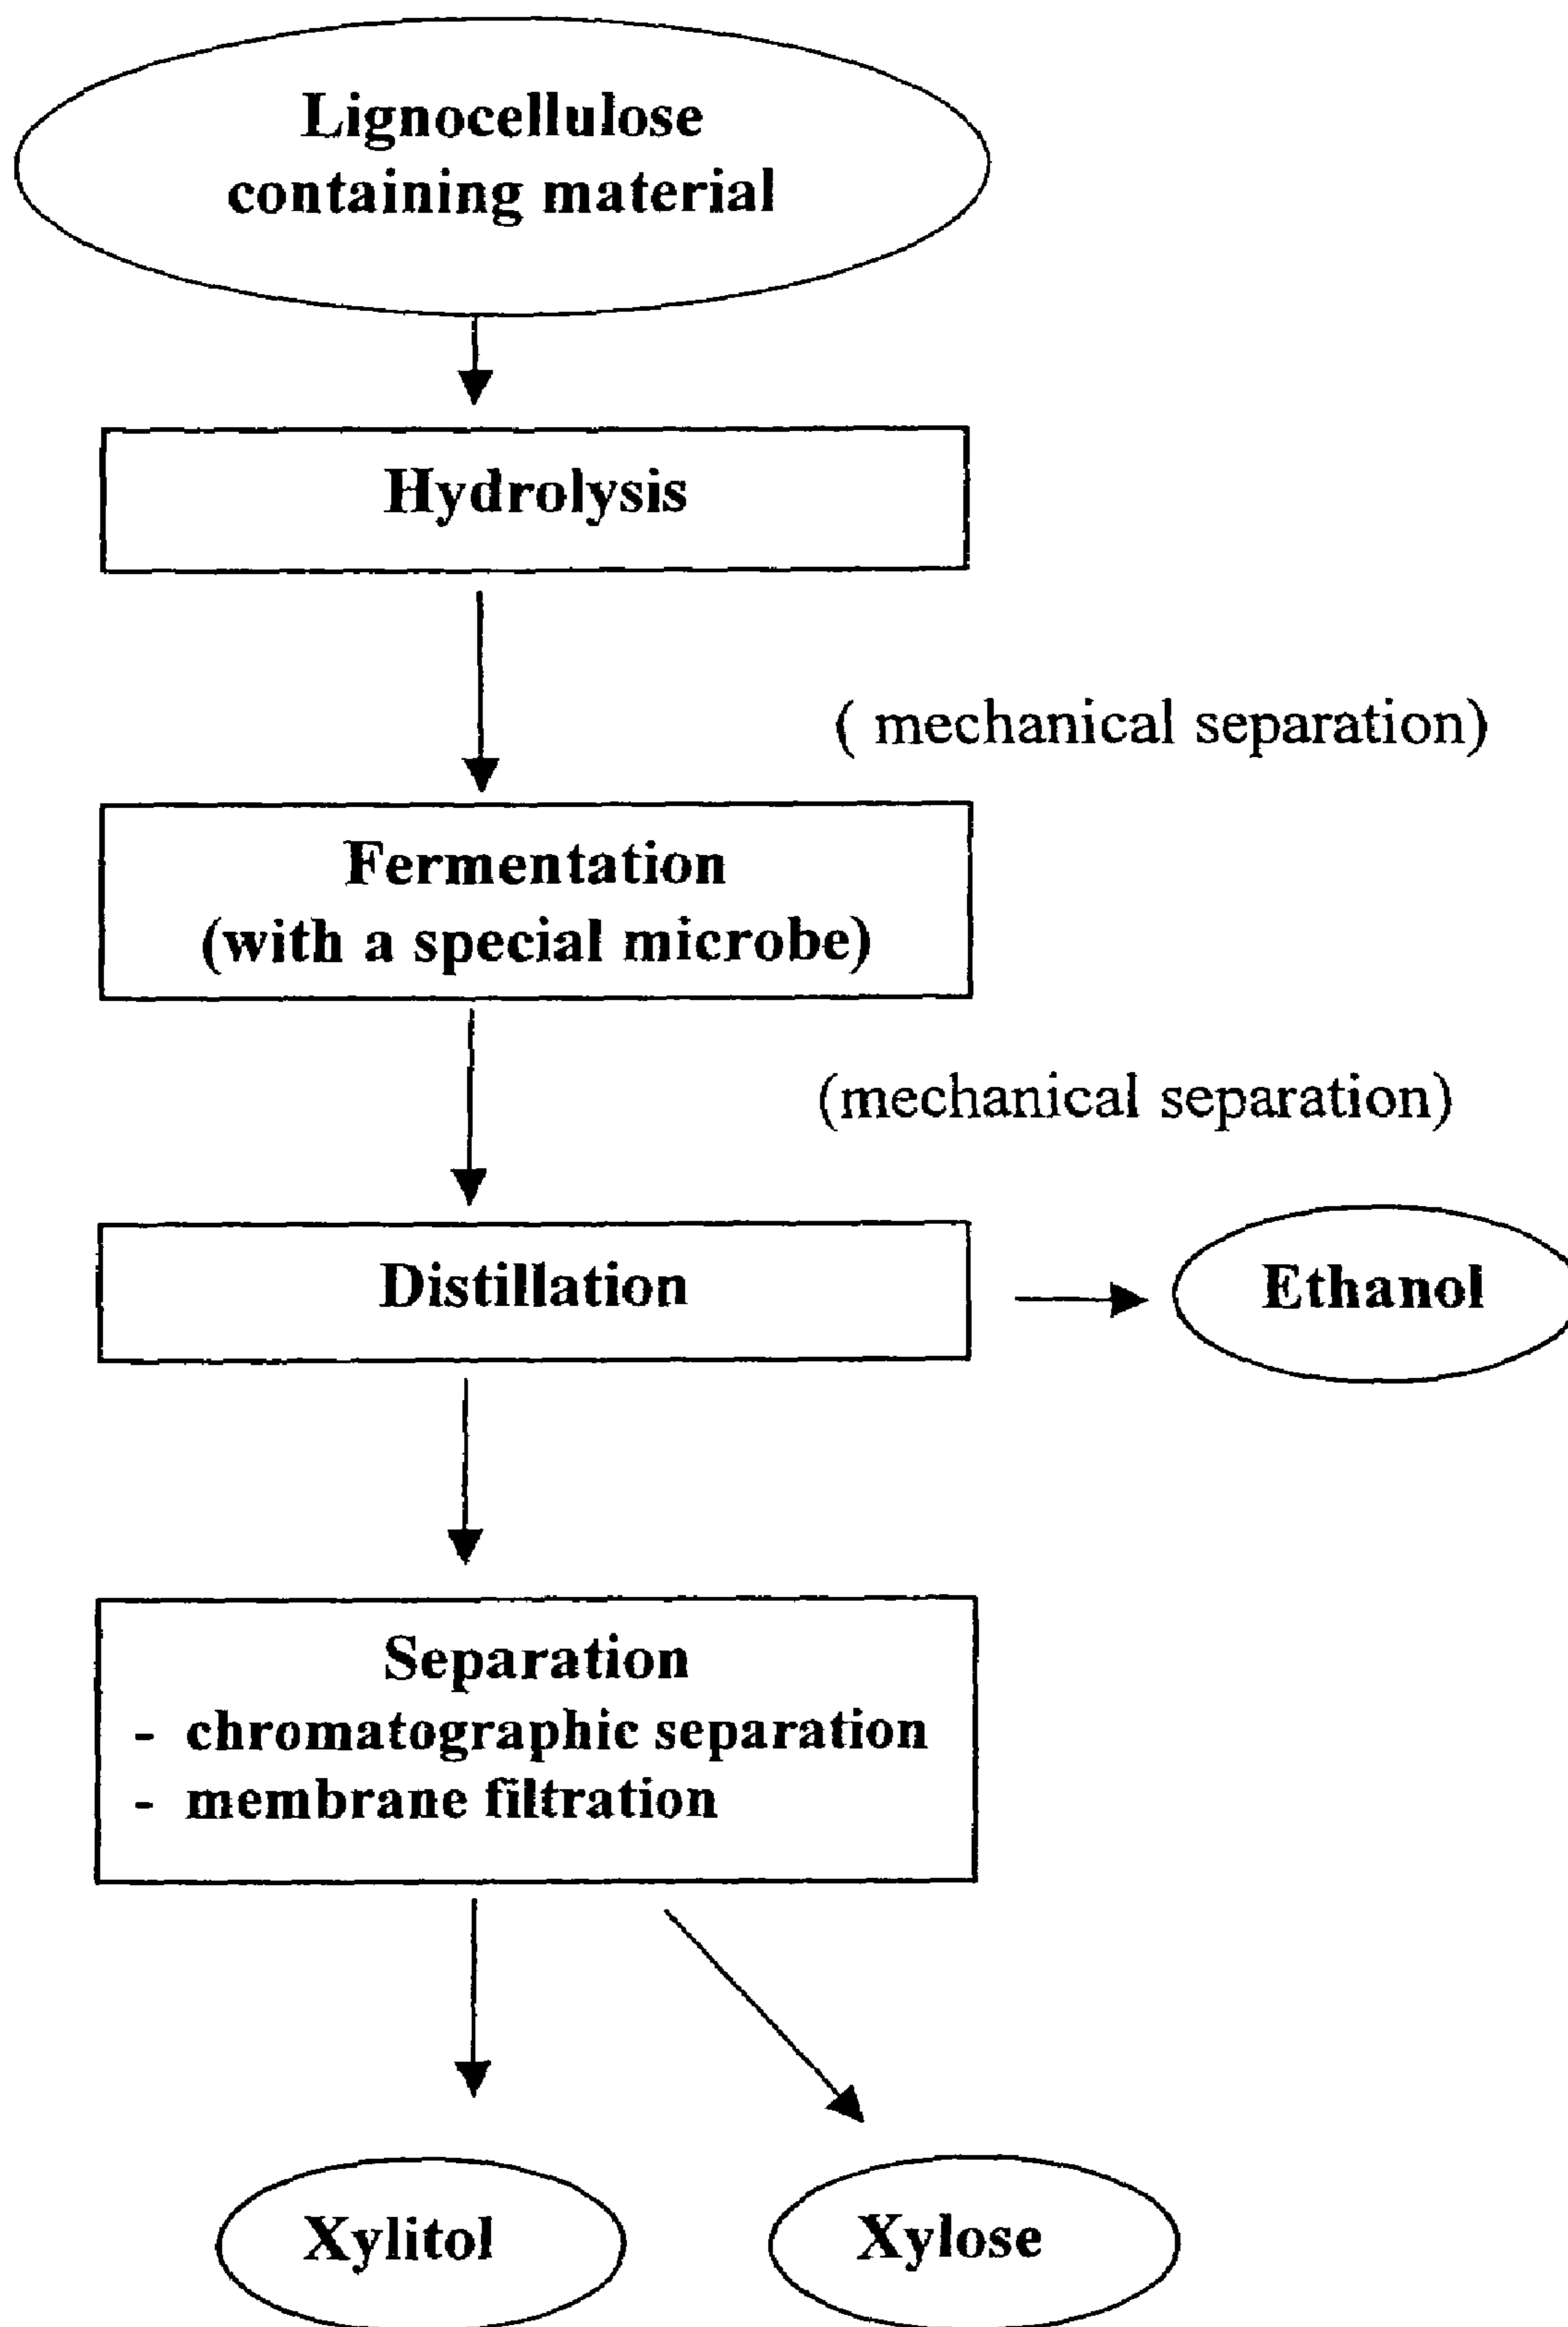 Lignocellulose
containing material
Hydrolysis
( mechanical separation)
Fermentation
(with a special microbe)
(mechanical separation)
Distillation
Ethanol
Separation
- chromatographic separation
- membrane filtration
Xylitol
Xylose